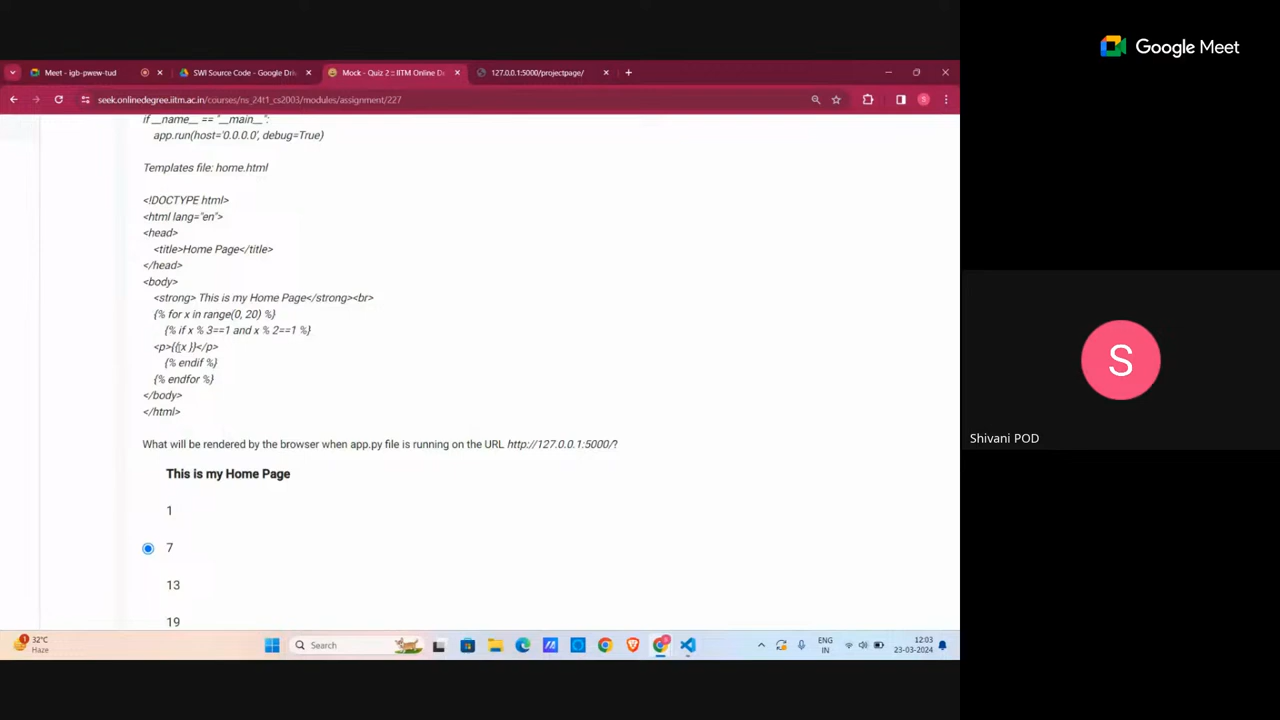 Google Meet
Meet - igb-pwew-tud
SWI Source Code - Google Driv
Mock - Quiz 2 :: IITM Online De
127.0.0.1:5000/projectpage/
seek.onlinedegree.iitm.ac.in/courses/ns_24t1_cs2003/modules/assignment/227
if __name__ == "__main__":
app.run(host='0.0.0.0', debug=True)
Templates file: home.html
<!DOCTYPE html>
<html lang="en">
<head>
<title>Home Page</title>
</head>
<body>
<strong> This is my Home Page</strong><br>
{% for x in range(0, 20) %}
{% if x % 3==1 and x % 2==1 %}
<p>{{ x }}</p>
{% endif %}
{% endfor %}
</body>
</html>
What will be rendered by the browser when app.py file is running on the URL http://127.0.0.1:5000/?
This is my Home Page
1
7
13
19
S
Shivani POD
1
32°C
Haze
Search
ENG
IN
12:03
23-03-2024